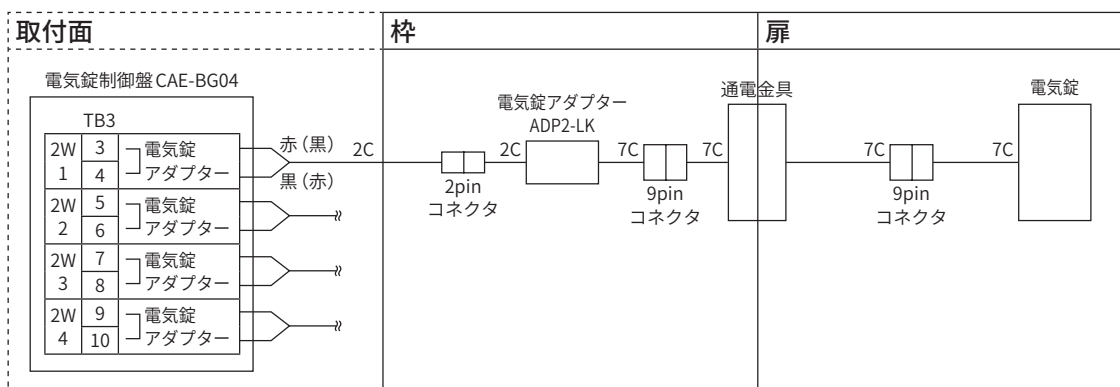 取付面
枠
扉
電気錠制御盤CAE-BG04
TB3
2W
1
3
4
電気錠
アダプター
2W
2
5
6
電気錠
アダプター
2W
3
7
8
電気錠
アダプター
2W
4
9
10
電気錠
アダプター
赤（黒）
黒（赤）
2C
2pin
コネクタ
2C
電気錠アダプター
ADP2-LK
7C
9pin
コネクタ
7C
通電金具
7C
9pin
コネクタ
7C
電気錠